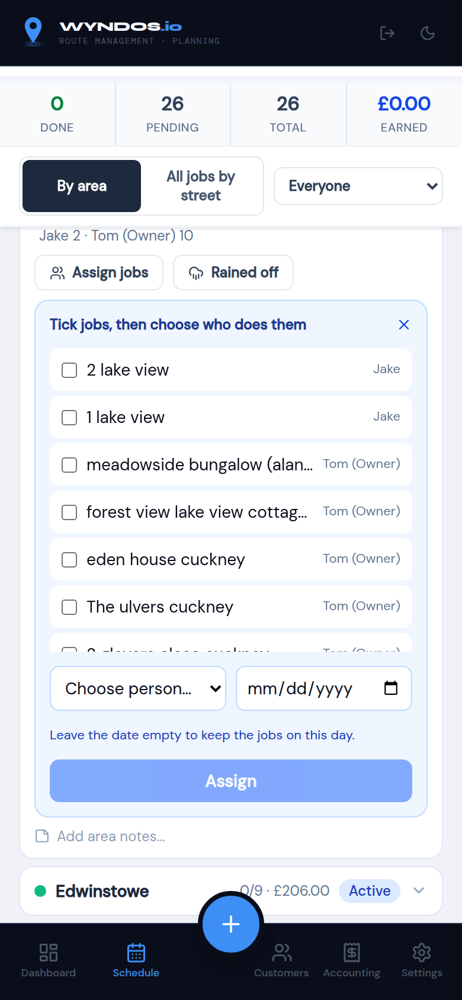 WYNDOS.io
ROUTE MANAGEMENT · PLANNING
0
DONE
26
PENDING
26
TOTAL
£0.00
EARNED
By area
All jobs by
street
Everyone
Jake 2 · Tom (Owner) 10
Assign jobs
Rained off
Tick jobs, then choose who does them
2 lake view
Jake
1 lake view
Jake
meadowside bungalow (alan...
Tom (Owner)
forest view lake view cottag...
Tom (Owner)
eden house cuckney
Tom (Owner)
The ulvers cuckney
Tom (Owner)
glovers close cuckney
Tom (Owner)
Choose person...
mm/dd/yyyy
Leave the date empty to keep the jobs on this day.
Assign
Add area notes...
Edwinstowe
0/9 · £206.00
Active
Dashboard
Schedule
Customers
Accounting
Settings